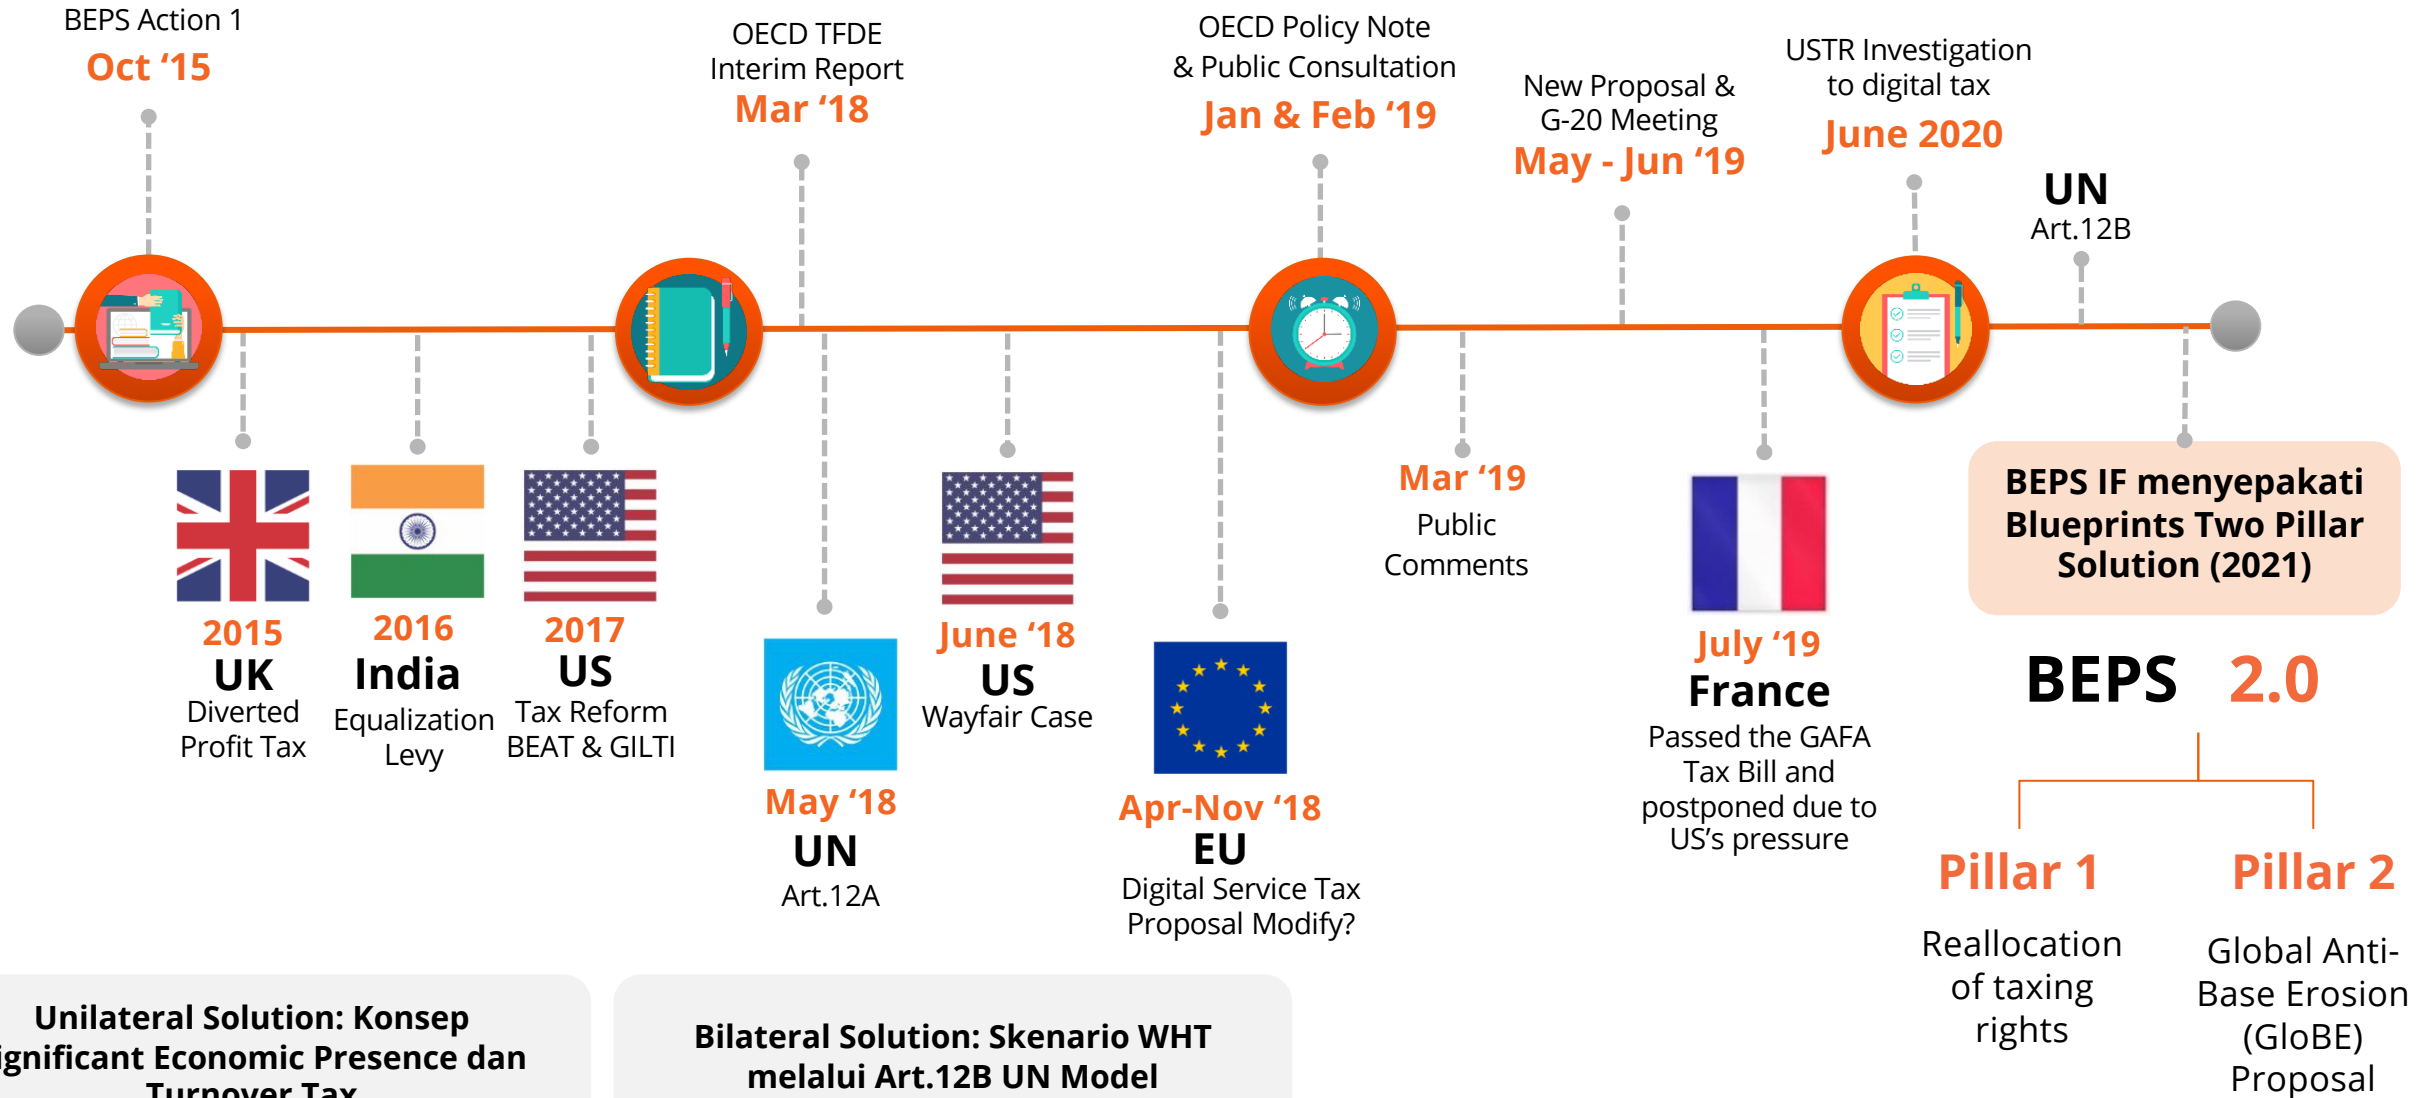 BEPS Action 1
Oct ‘15
OECD TFDE
Interim Report
Mar ‘18
OECD Policy Note
& Public Consultation
Jan & Feb ‘19
New Proposal &
G-20 Meeting
May - Jun ‘19
USTR Investigation
to digital tax
June 2020
UN
Art.12B
2015
UK
Diverted
Profit Tax
2016
India
Equalization
Levy
2017
US
Tax Reform
BEAT & GILTI
May ‘18
UN
Art.12A
June ‘18
US
Wayfair Case
Apr-Nov ‘18
EU
Digital Service Tax
Proposal Modify?
Mar ‘19
Public
Comments
July ‘19
France
Passed the GAFA
Tax Bill and
postponed due to
US’s pressure
BEPS IF menyepakati
Blueprints Two Pillar
Solution (2021)
BEPS 2.0
Pillar 1
Reallocation
of taxing
rights
Pillar 2
Global Anti-
Base Erosion
(GloBE)
Proposal
Unilateral Solution: Konsep
ignificant Economic Presence dan
Turnover Tax
Bilateral Solution: Skenario WHT
melalui Art.12B UN Model